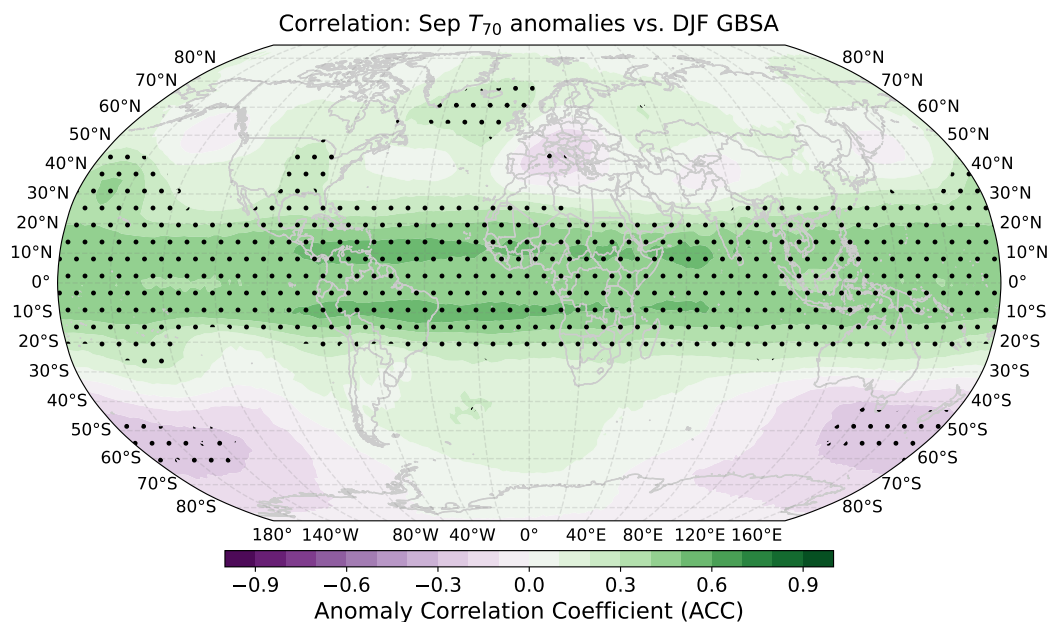 Correlation: Sep T₇₀ anomalies vs. DJF GBSA
80°N 80°N
70°N 70°N
60°N 60°N
50°N 50°N
40°N 40°N
30°N 30°N
20°N 20°N
10°N 10°N
0° 0°
10°S 10°S
20°S 20°S
30°S 30°S
40°S 40°S
50°S 50°S
60°S 60°S
70°S 70°S
80°S 80°S
180° 140°W 80°W 40°W 0° 40°E 80°E 120°E 160°E
−0.9 −0.6 −0.3 0.0 0.3 0.6 0.9
Anomaly Correlation Coefficient (ACC)